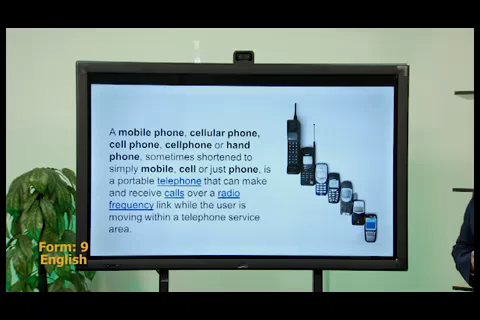 A mobile phone, cellular phone,
cell phone, cellphone or hand
phone, sometimes shortened to
simply mobile, cell or just phone, is
a portable telephone that can make
and receive calls over a radio
frequency link while the user is
moving within a telephone service
area.
Form: 9
English